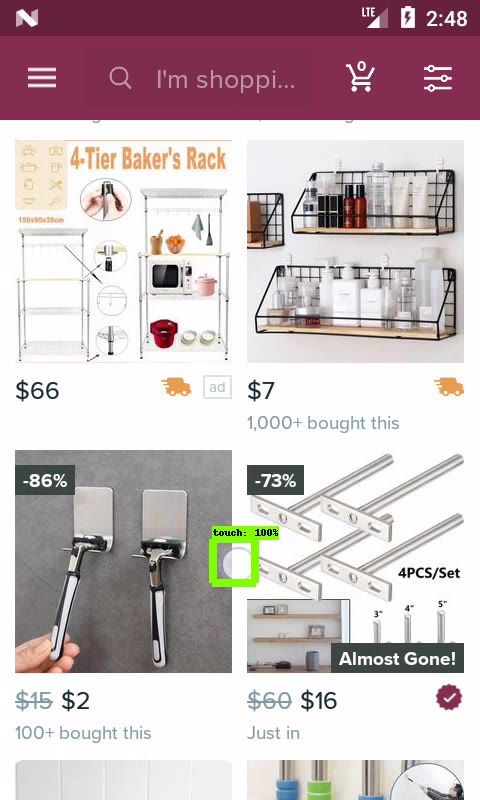 LTE 2:48
0
I'm shoppi...
4-Tier Baker's Rack
150x90x35cm
$66
ad
$7
1,000+ bought this
-86%
-73%
touch: 100%
4PCS/Set
3" 4" 5"
Almost Gone!
$15 $2
$60 $16
100+ bought this
Just in